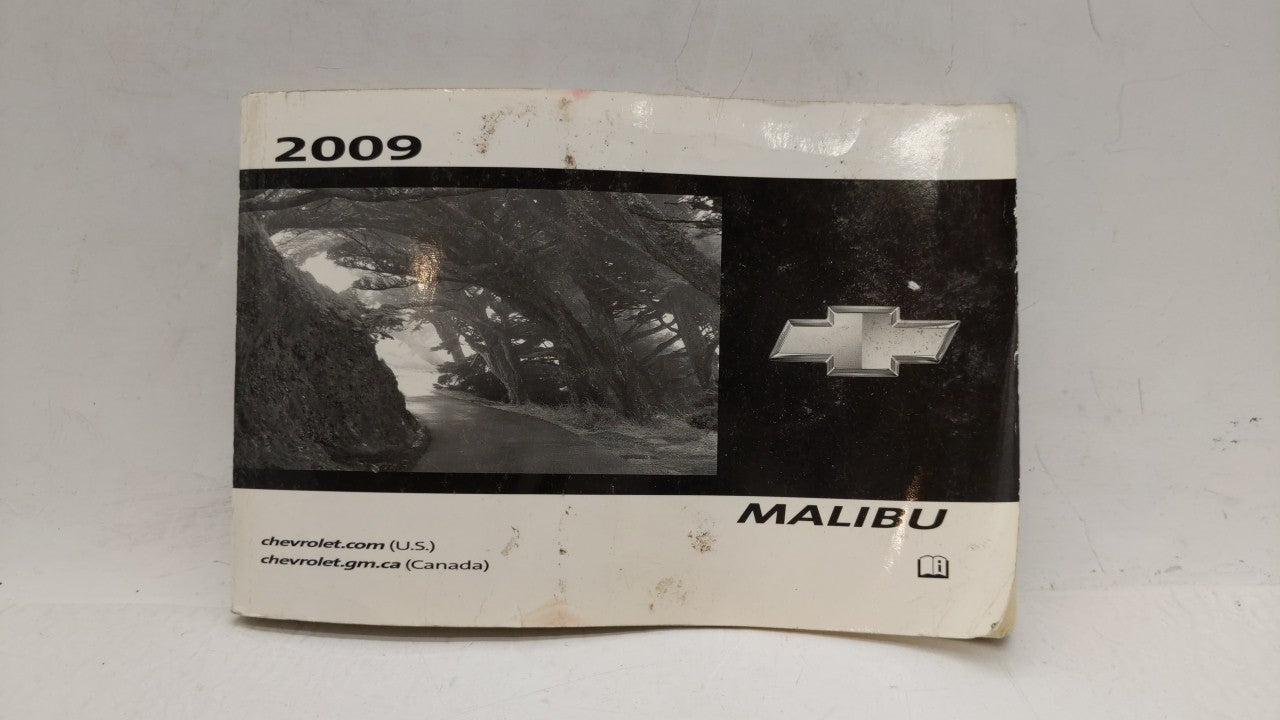 2009
MALIBU
chevrolet.com (U.S.)
chevrolet.gm.ca (Canada)
i